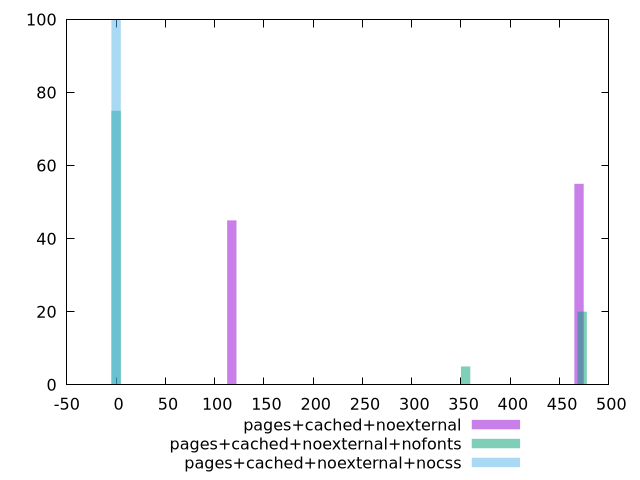 100
80
60
40
20
0
-50 0 50 100 150 200 250 300 350 400 450 500
pages+cached+noexternal
pages+cached+noexternal+nofonts
pages+cached+noexternal+nocss